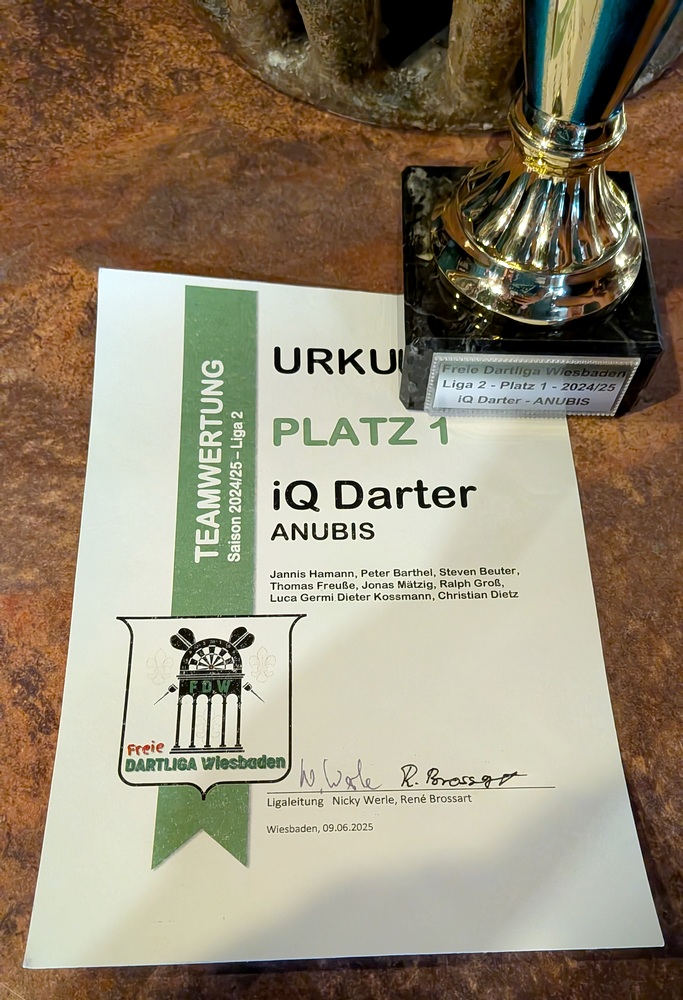 Freie Dartliga Wiesbaden
Liga 2 - Platz 1 - 2024/25
iQ Darter - ANUBIS
TEAMWERTUNG
Saison 2024/25 – Liga 2
PLATZ 1
iQ Darter
ANUBIS
Jannis Hamann, Peter Barthel, Steven Beuter,
Thomas Freuße, Jonas Mätzig, Ralph Groß,
Luca Germi Dieter Kossmann, Christian Dietz
F.D.W
Freie
DARTLIGA Wiesbaden
N. Werle R. Brossart
Ligaleitung Nicky Werle, René Brossart
Wiesbaden, 09.06.2025